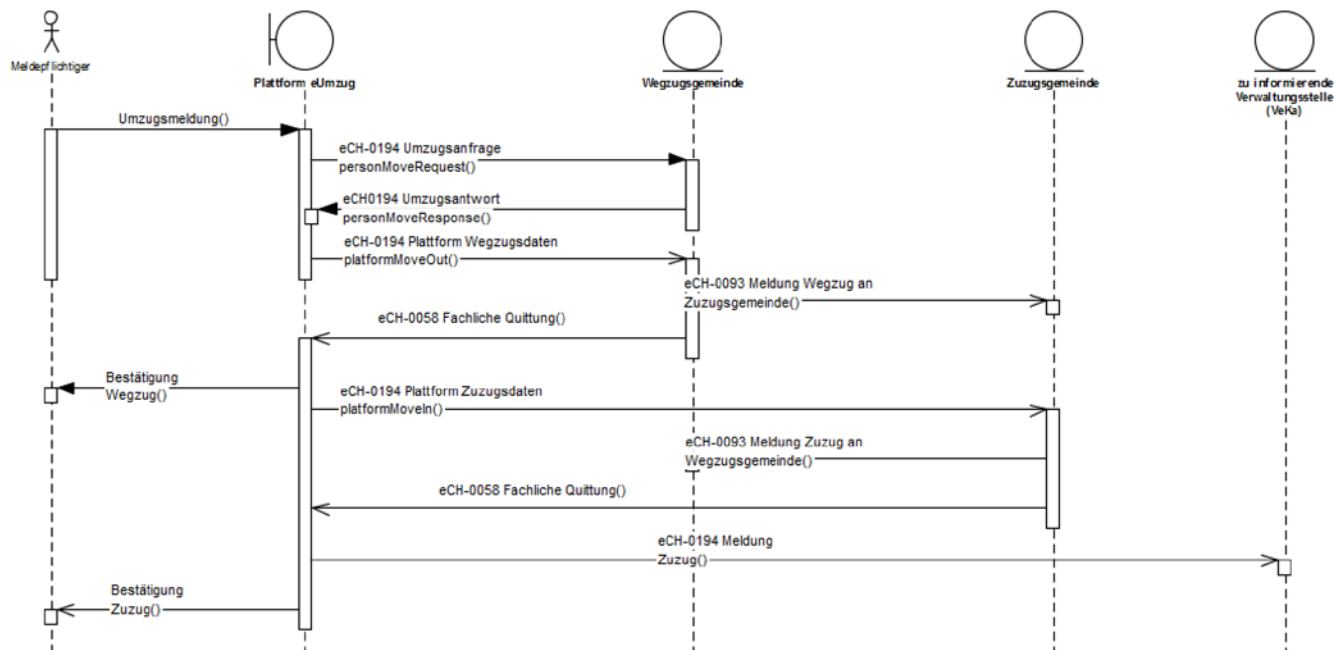 Meldepflichtiger
Plattform eUmzug
Wegzugsgemeinde
Zuzugsgemeinde
zu informierende
Verwaltungsstelle
(VeKa)
Umzugsmeldung()
eCH-0194 Umzugsanfrage
personMoveRequest()
eCH0194 Umzugsantwort
personMoveResponse()
eCH-0194 Plattform Wegzugsdaten
platformMoveOut()
eCH-0093 Meldung Wegzug an
Zuzugsgemeinde()
eCH-0058 Fachliche Quittung()
Bestätigung
Wegzug()
eCH-0194 Plattform Zuzugsdaten
platformMoveIn()
eCH-0093 Meldung Zuzug an
Wegzugsgemeinde()
eCH-0058 Fachliche Quittung()
eCH-0194 Meldung
Zuzug()
Bestätigung
Zuzug()